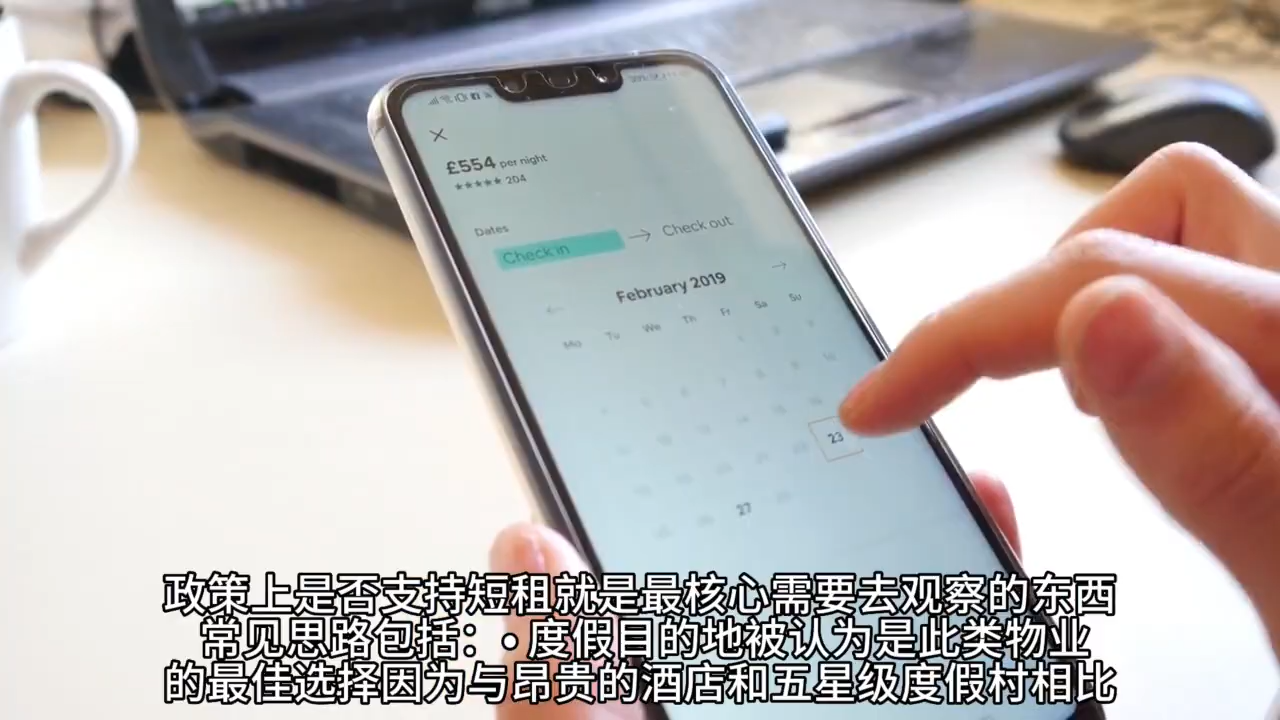 £554 per night
★★★★★ 204
Dates
Check in → Check out
February 2019
Mo Tu We Th Fr Sa Su
23
27
政策上是否支持短租就是最核心需要去观察的东西
常见思路包括：• 度假目的地被认为是此类物业
的最佳选择因为与昂贵的酒店和五星级度假村相比